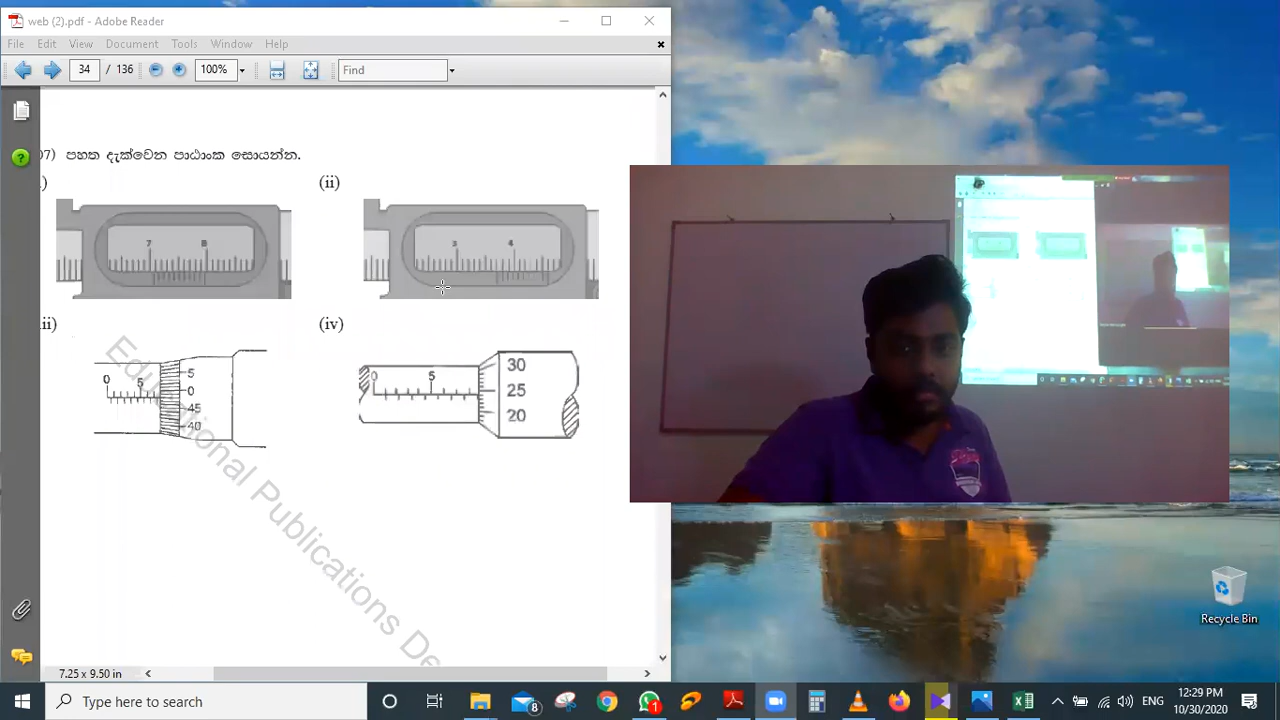 web (2).pdf - Adobe Reader
File Edit View Document Tools Window Help
34 / 136 100% Find
07) පහත දැක්වෙන පාඨාංක සොයන්න.
) (ii)
7 8
3 4
ii) (iv)
0 5
5
0
45
40
0 5
30
25
20
Educational Publications De
7.25 x 9.50 in
Recycle Bin
Type here to search
8
1
ENG
12:29 PM
10/30/2020